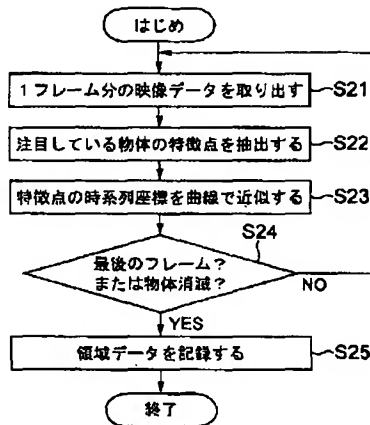 はじめ
1フレーム分の映像データを取り出す
S21
注目している物体の特徴点を抽出する
S22
特徴点の時系列座標を曲線で近似する
S23
S24
最後のフレーム?
または物体消滅?
NO
YES
領域データを記録する
S25
終了